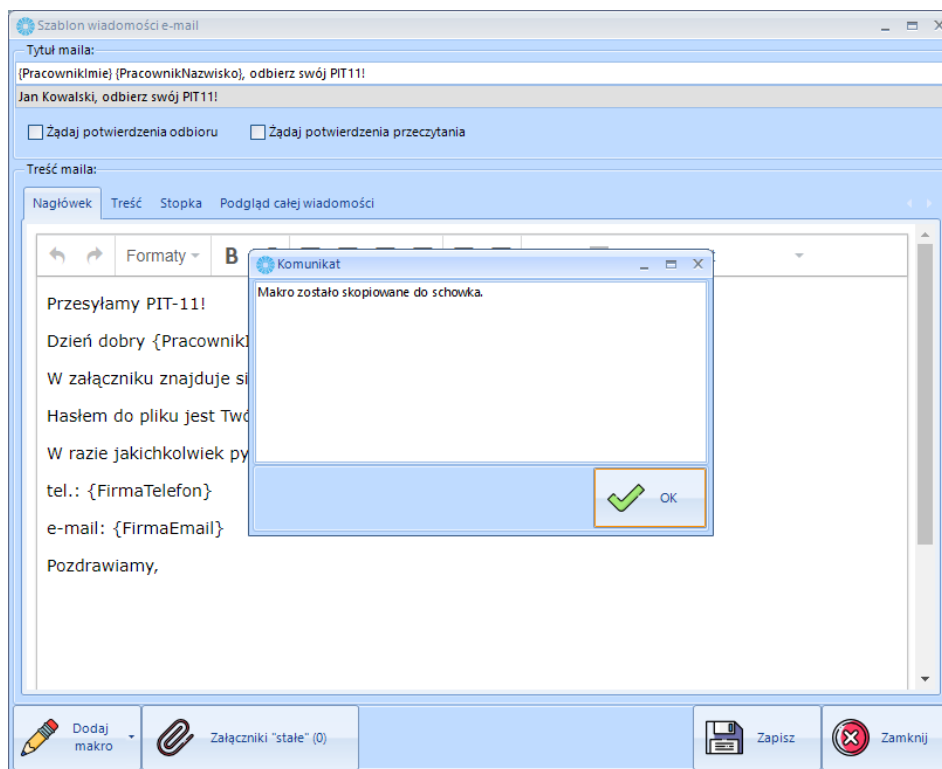 Szablon wiadomości e-mail
Tytuł maila:
{PracownikImie} {PracownikNazwisko}, odbierz swój PIT11!
Jan Kowalski, odbierz swój PIT11!
Żądaj potwierdzenia odbioru Żądaj potwierdzenia przeczytania
Treść maila:
Nagłówek Treść Stopka Podgląd całej wiadomości
Formaty B
Komunikat
Makro zostało skopiowane do schowka.
OK
Przesyłamy PIT-11!
Dzień dobry
W załączniku znajduje
Hasłem do pliku jest
W razie jakichkolwiek
tel.: {FirmaTelefon}
e-mail: {FirmaEmail}
Pozdrawiamy,
Dodaj makro
Załączniki "stałe" (0)
Zapisz
Zamknij